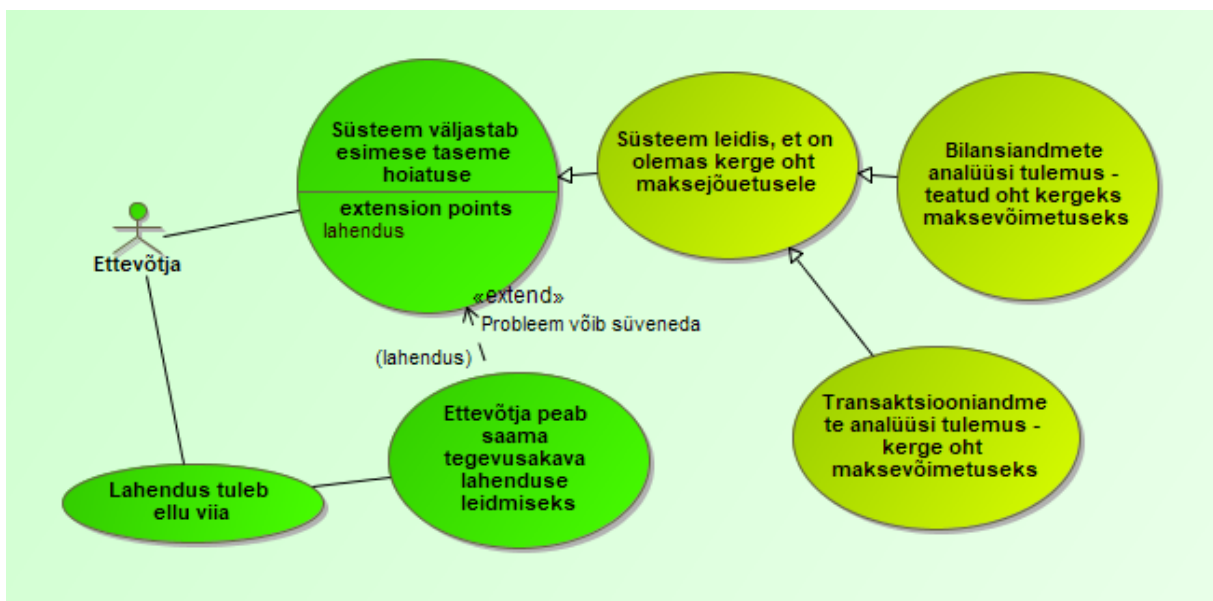 Süsteem väljastab
esimese taseme
hoiatuse
extension points
lahendus
Süsteem leidis, et on
olemas kerge oht
maksejõuetusele
Bilansiandmete
analüüsi tulemus -
teatud oht kergeks
maksevõimetuseks
Ettevõtja
«extend»
Probleem võib süveneda
(lahendus)
Ettevõtja peab
saama
tegevusakava
lahenduse
leidmiseks
Transaktsiooniandme
te analüüsi tulemus -
kerge oht
maksevõimetuseks
Lahendus tuleb
ellu viia